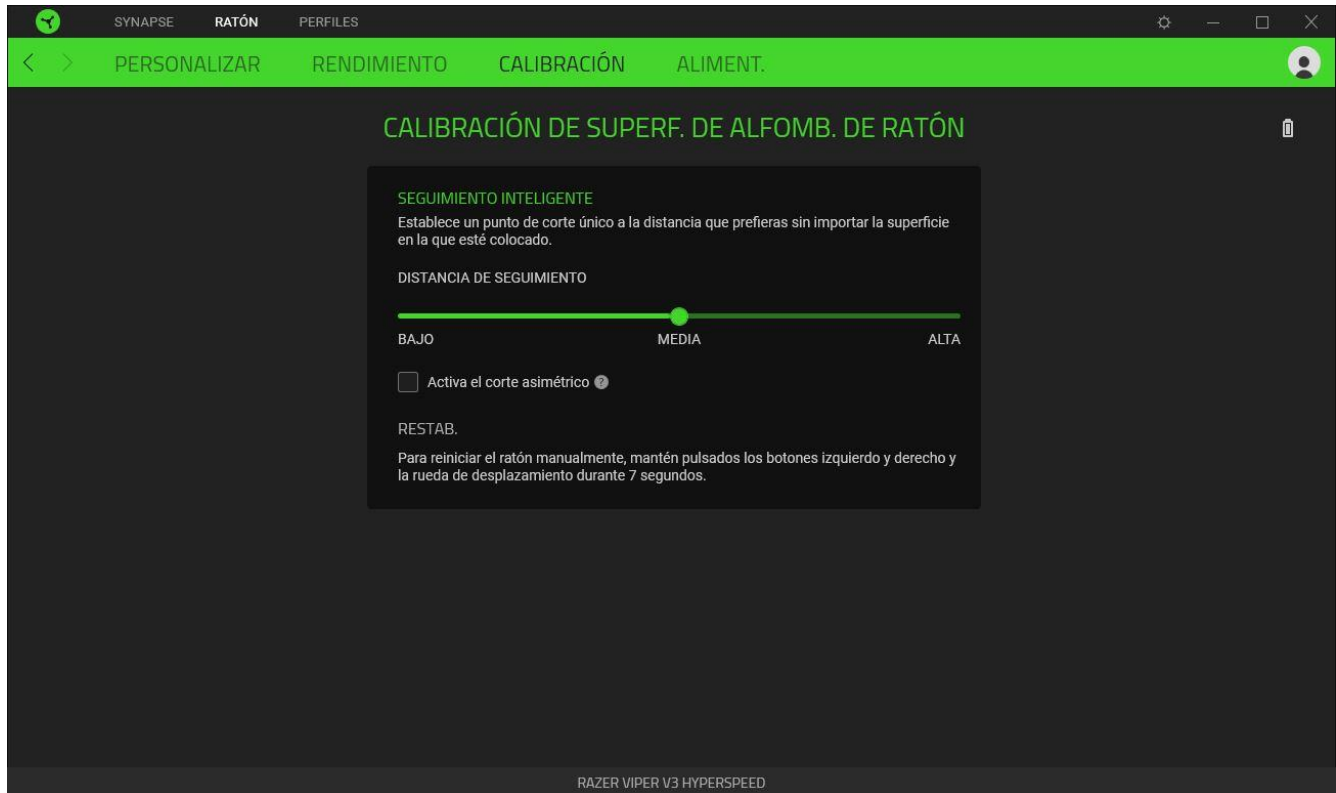 SYNAPSE RATÓN PERFILES
PERSONALIZAR RENDIMIENTO CALIBRACIÓN ALIMENT.
CALIBRACIÓN DE SUPERF. DE ALFOMB. DE RATÓN
SEGUIMIENTO INTELIGENTE
Establece un punto de corte único a la distancia que prefieras sin importar la superficie
en la que esté colocado.
DISTANCIA DE SEGUIMIENTO
BAJO MEDIA ALTA
Activa el corte asimétrico ?
RESTAB.
Para reiniciar el ratón manualmente, mantén pulsados los botones izquierdo y derecho y
la rueda de desplazamiento durante 7 segundos.
RAZER VIPER V3 HYPERSPEED